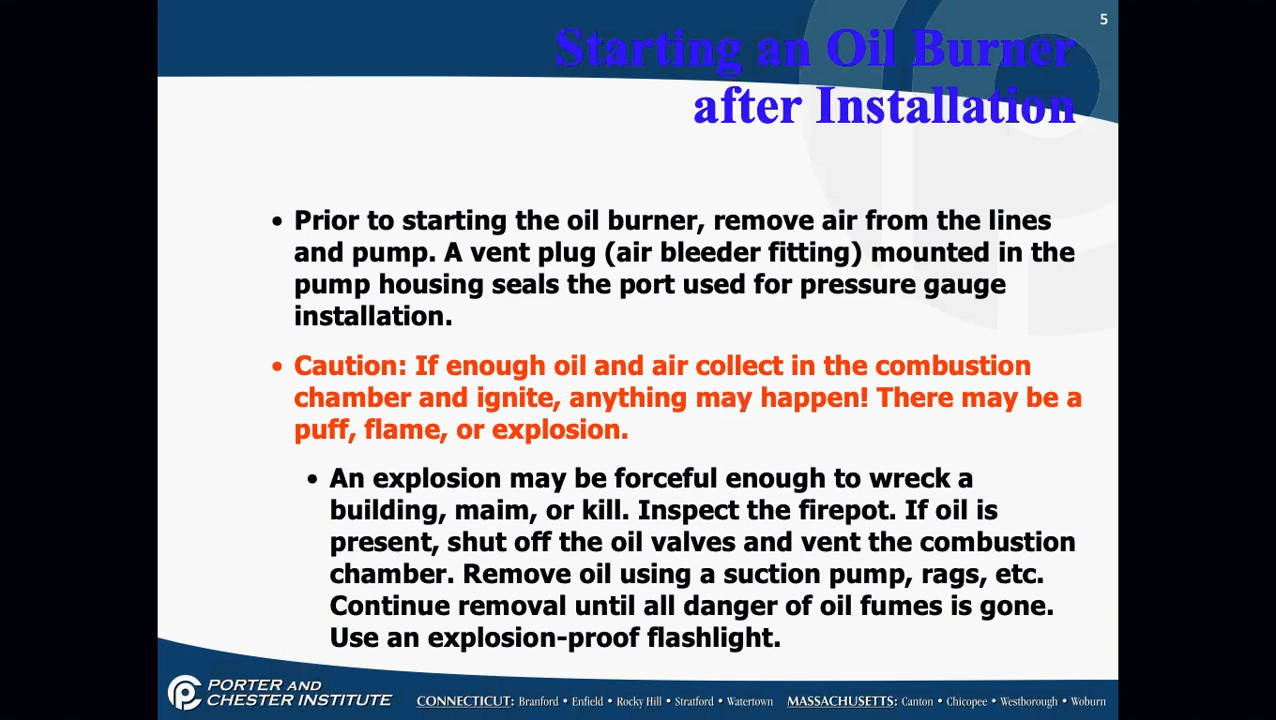 5
Starting an Oil Burner
after Installation
• Prior to starting the oil burner, remove air from the lines
and pump. A vent plug (air bleeder fitting) mounted in the
pump housing seals the port used for pressure gauge
installation.
• Caution: If enough oil and air collect in the combustion
chamber and ignite, anything may happen! There may be a
puff, flame, or explosion.
• An explosion may be forceful enough to wreck a
building, maim, or kill. Inspect the firepot. If oil is
present, shut off the oil valves and vent the combustion
chamber. Remove oil using a suction pump, rags, etc.
Continue removal until all danger of oil fumes is gone.
Use an explosion-proof flashlight.
PORTER AND
CHESTER INSTITUTE
CONNECTICUT: Branford • Enfield • Rocky Hill • Stratford • Watertown MASSACHUSETTS: Canton • Chicopee • Westborough • Woburn